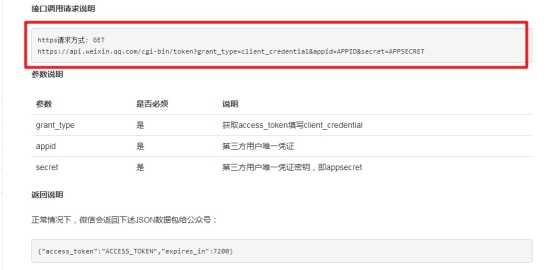 接口调用请求说明
https请求方式: GET
https://api.weixin.qq.com/cgi-bin/token?grant_type=client_credential&appid=APPID&secret=APPSECRET
参数说明
参数 是否必须 说明
grant_type 是 获取access_token填写client_credential
appid 是 第三方用户唯一凭证
secret 是 第三方用户唯一凭证密钥，即appsecret
返回说明
正常情况下，微信会返回下述JSON数据包给公众号：
{"access_token":"ACCESS_TOKEN","expires_in":7200}